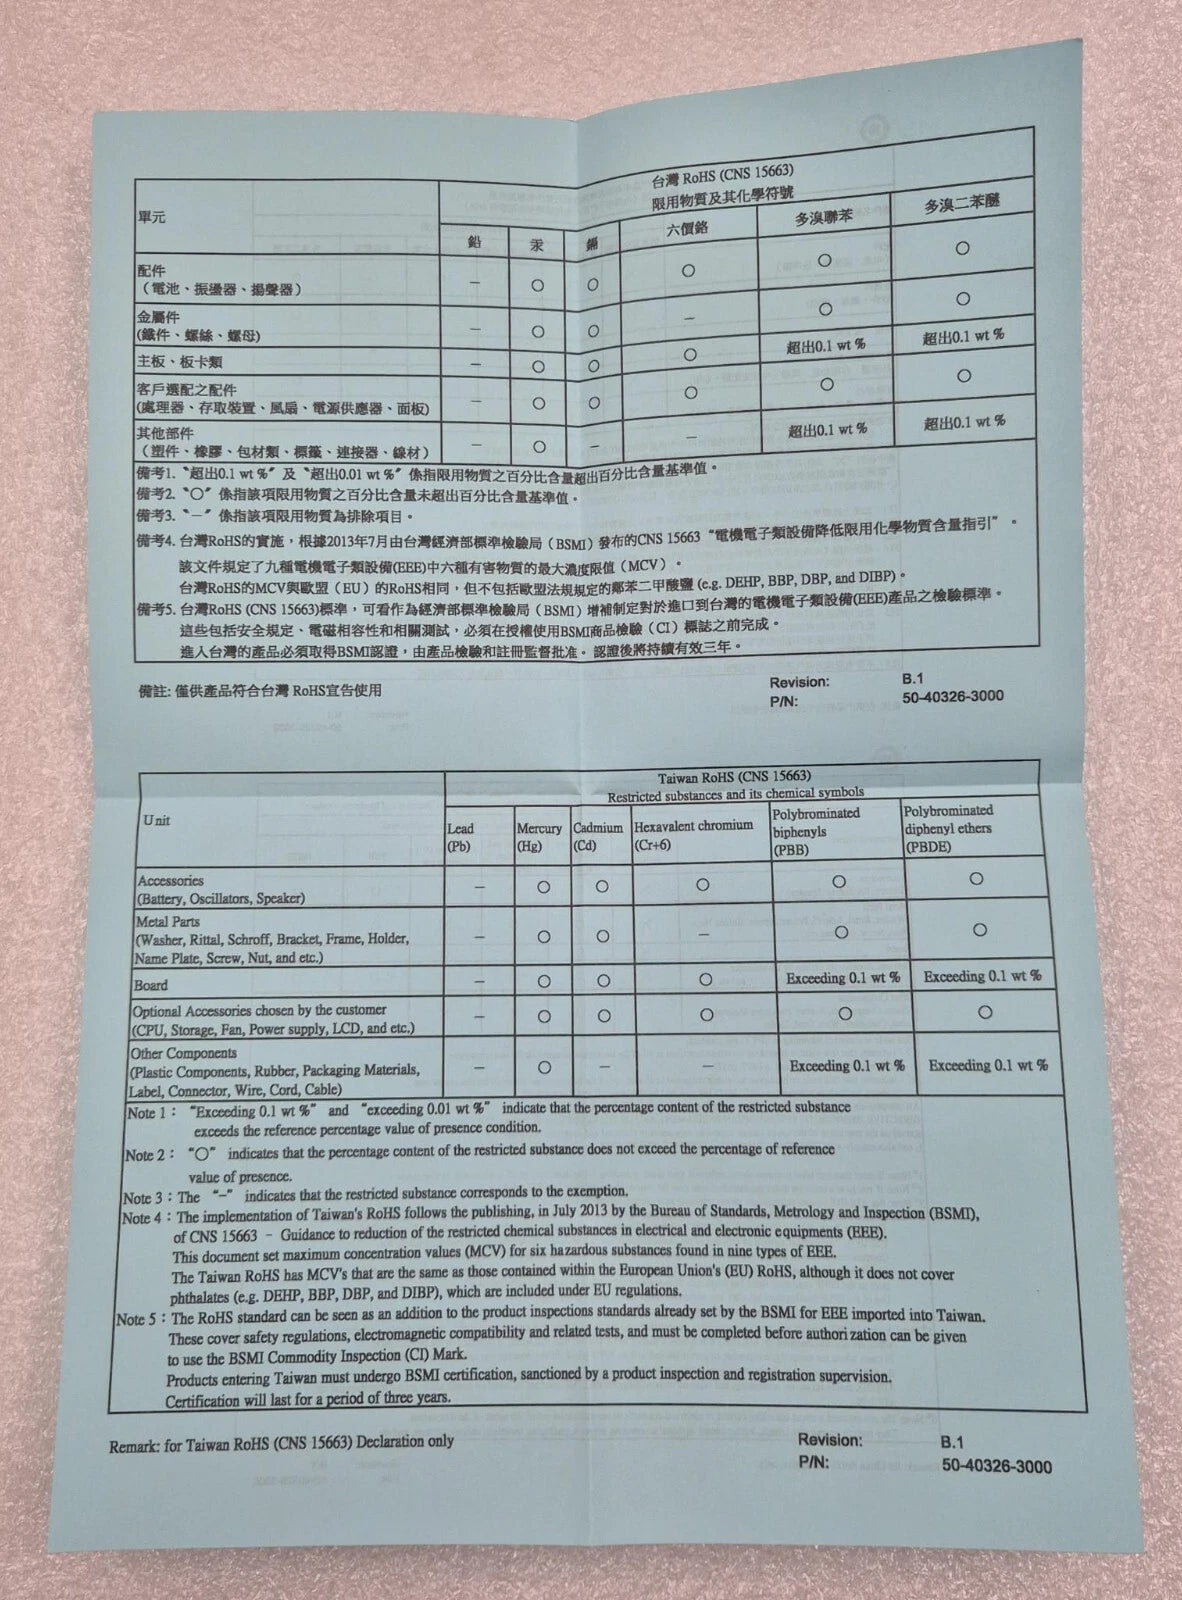 台灣 RoHS (CNS 15663)
單元 限用物質及其化學符號
鉛 汞 鎘 六價鉻 多溴聯苯 多溴二苯醚
配件
（電池、振盪器、揚聲器） － ○ ○ ○ ○ ○
金屬件
(鐵件、螺絲、螺母) － ○ ○ － ○ ○
主板、板卡類 － ○ ○ ○ 超出0.1 wt % 超出0.1 wt %
客戶選配之配件
(處理器、存取裝置、風扇、電源供應器、面板) － ○ ○ ○ ○ ○
其他部件
（塑件、橡膠、包材類、標籤、連接器、線材） － ○ － － 超出0.1 wt % 超出0.1 wt %
備考1. 〝超出0.1 wt %〞及〝超出0.01 wt %〞係指限用物質之百分比含量超出百分比含量基準值。
備考2. 〝○〞係指該項限用物質之百分比含量未超出百分比含量基準值。
備考3. 〝－〞係指該項限用物質為排除項目。
備考4. 台灣RoHS的實施，根據2013年7月由台灣經濟部標準檢驗局（BSMI）發布的CNS 15663 “電機電子類設備降低限用化學物質含量指引”。
該文件規定了九種電機電子類設備(EEE)中六種有害物質的最大濃度限值（MCV）。
台灣RoHS的MCV與歐盟（EU）的RoHS相同，但不包括歐盟法規規定的鄰苯二甲酸鹽 (e.g. DEHP, BBP, DBP, and DIBP)。
備考5. 台灣RoHS (CNS 15663)標準，可看作為經濟部標準檢驗局（BSMI）增補制定對於進口到台灣的電機電子類設備(EEE)產品之檢驗標準。
這些包括安全規定、電磁相容性和相關測試，必須在授權使用BSMI商品檢驗（CI）標誌之前完成。
進入台灣的產品必須取得BSMI認證，由產品檢驗和註冊監督批准。認證後將持續有效三年。
備註: 僅供產品符合台灣 RoHS宣告使用
Revision: B.1
P/N: 50-40326-3000
Taiwan RoHS (CNS 15663)
Restricted substances and its chemical symbols
Unit
Lead
(Pb)
Mercury
(Hg)
Cadmium
(Cd)
Hexavalent chromium
(Cr+6)
Polybrominated
biphenyls
(PBB)
Polybrominated
diphenyl ethers
(PBDE)
Accessories
(Battery, Oscillators, Speaker) － ○ ○ ○ ○ ○
Metal Parts
(Washer, Rittal, Schroff, Bracket, Frame, Holder, － ○ ○ － ○ ○
Name Plate, Screw, Nut, and etc.)
Board － ○ ○ ○ Exceeding 0.1 wt % Exceeding 0.1 wt %
Optional Accessories chosen by the customer
(CPU, Storage, Fan, Power supply, LCD, and etc.) － ○ ○ ○ ○ ○
Other Components
(Plastic Components, Rubber, Packaging Materials, － ○ － － Exceeding 0.1 wt % Exceeding 0.1 wt %
Label, Connector, Wire, Cord, Cable)
Note 1：“Exceeding 0.1 wt %” and “exceeding 0.01 wt %” indicate that the percentage content of the restricted substance
exceeds the reference percentage value of presence condition.
Note 2：“○” indicates that the percentage content of the restricted substance does not exceed the percentage of reference
value of presence.
Note 3：The “－” indicates that the restricted substance corresponds to the exemption.
Note 4：The implementation of Taiwan's RoHS follows the publishing, in July 2013 by the Bureau of Standards, Metrology and Inspection (BSMI),
of CNS 15663 – Guidance to reduction of the restricted chemical substances in electrical and electronic equipments (EEE).
This document set maximum concentration values (MCV) for six hazardous substances found in nine types of EEE.
The Taiwan RoHS has MCV's that are the same as those contained within the European Union's (EU) RoHS, although it does not cover
phthalates (e.g. DEHP, BBP, DBP, and DIBP), which are included under EU regulations.
Note 5：The RoHS standard can be seen as an addition to the product inspections standards already set by the BSMI for EEE imported into Taiwan.
These cover safety regulations, electromagnetic compatibility and related tests, and must be completed before authorization can be given
to use the BSMI Commodity Inspection (CI) Mark.
Products entering Taiwan must undergo BSMI certification, sanctioned by a product inspection and registration supervision.
Certification will last for a period of three years.
Remark: for Taiwan RoHS (CNS 15663) Declaration only
Revision: B.1
P/N: 50-40326-3000